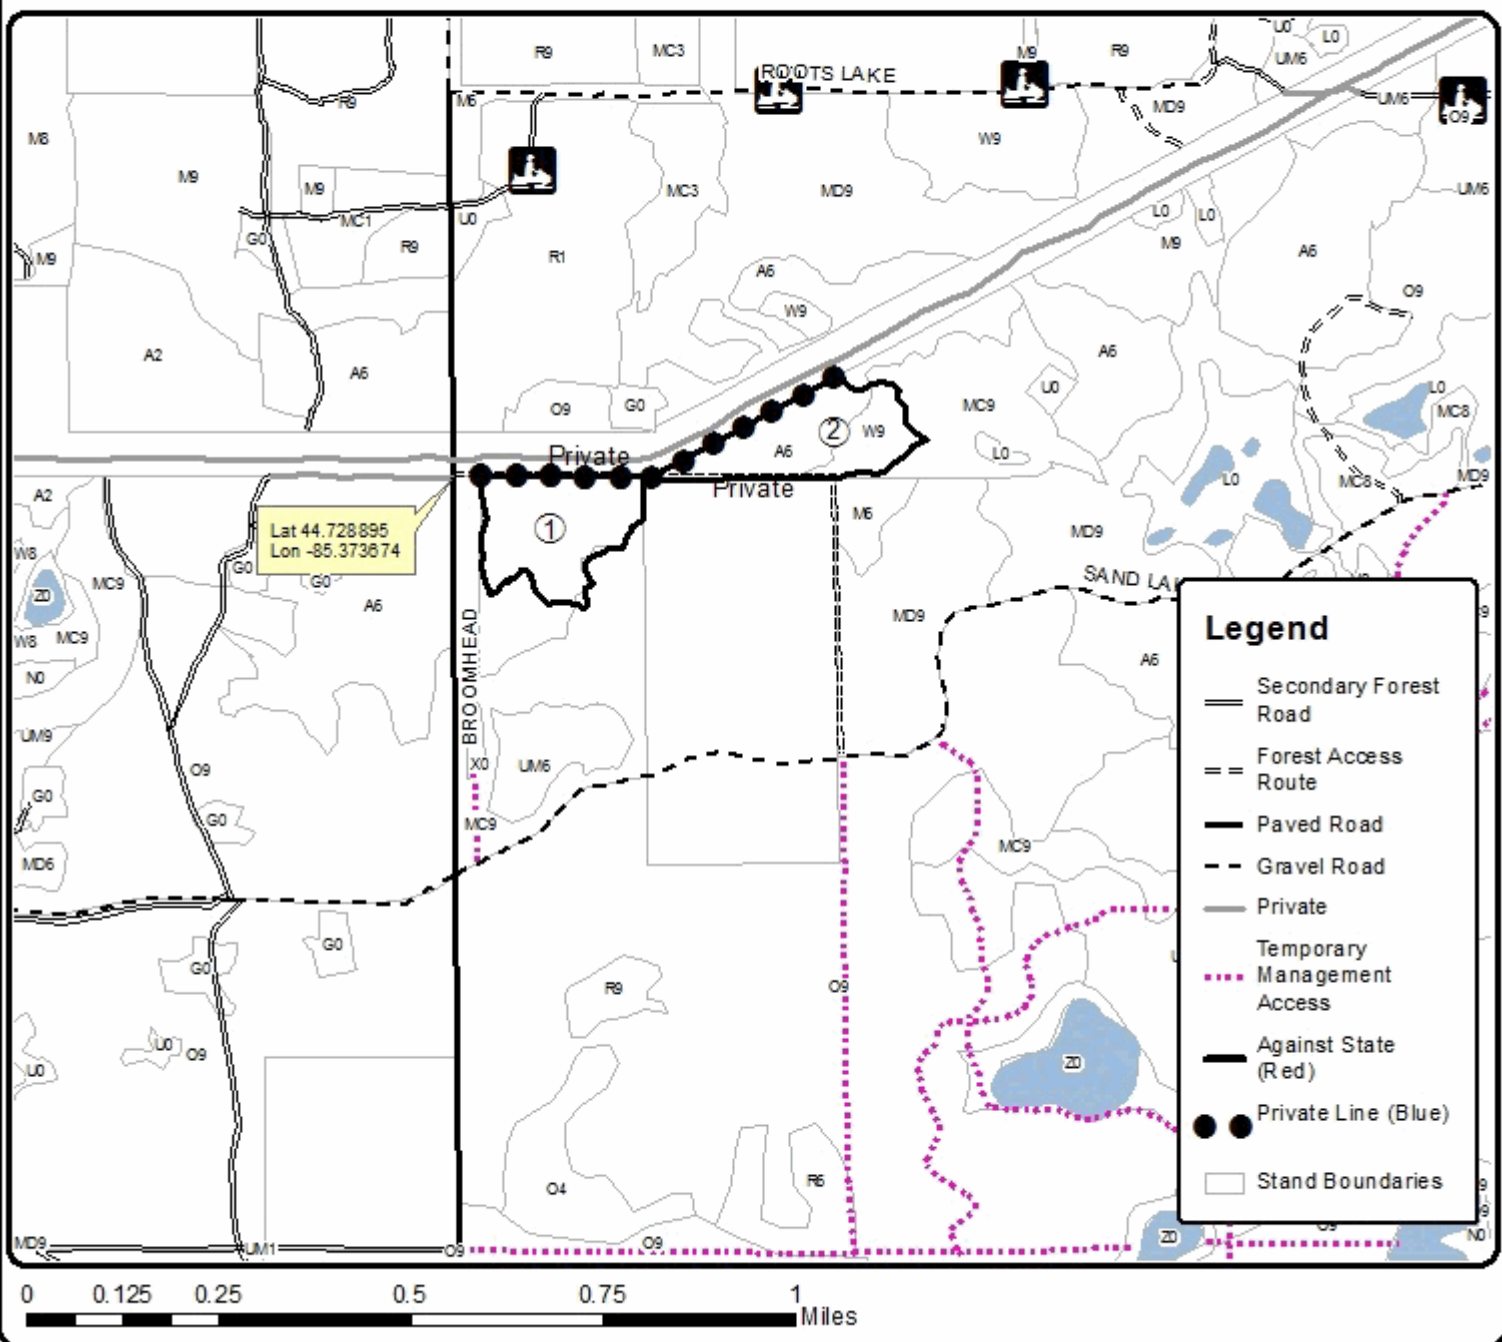 U0
L0
R9
MC3
M9
R9
UM6
ROOTS LAKE
R9
M6
MD9
UM6
O9
M8
W9
M9
M9
MC3
MD9
UM6
MC1
U0
L0
L0
G0
R9
M9
M9
R1
A6
A6
O9
W9
A2
A6
A6
U0
L0
O9
G0
MC9
MC8
2
W9
Private
A6
L0
Private
MD9
L0
MC8
A2
M6
Lat 44.728895
Lon -85.373674
1
MD9
W8
G0
G0
MC9
SAND LA
Z0
A6
MD9
W8
MC9
BROOMHEAD
A6
N0
UM9
X0
UM6
O9
G0
G0
MC9
MD6
MC9
G0
G0
R9
O9
U0
O9
U0
Z0
R6
O4
MD9
UM1
O9
O9
Z0
O9
N0
Legend
Secondary Forest
Road
Forest Access
Route
Paved Road
Gravel Road
Private
Temporary
Management
Access
Against State
(Red)
Private Line (Blue)
Stand Boundaries
0 0.125 0.25 0.5 0.75 1
Miles